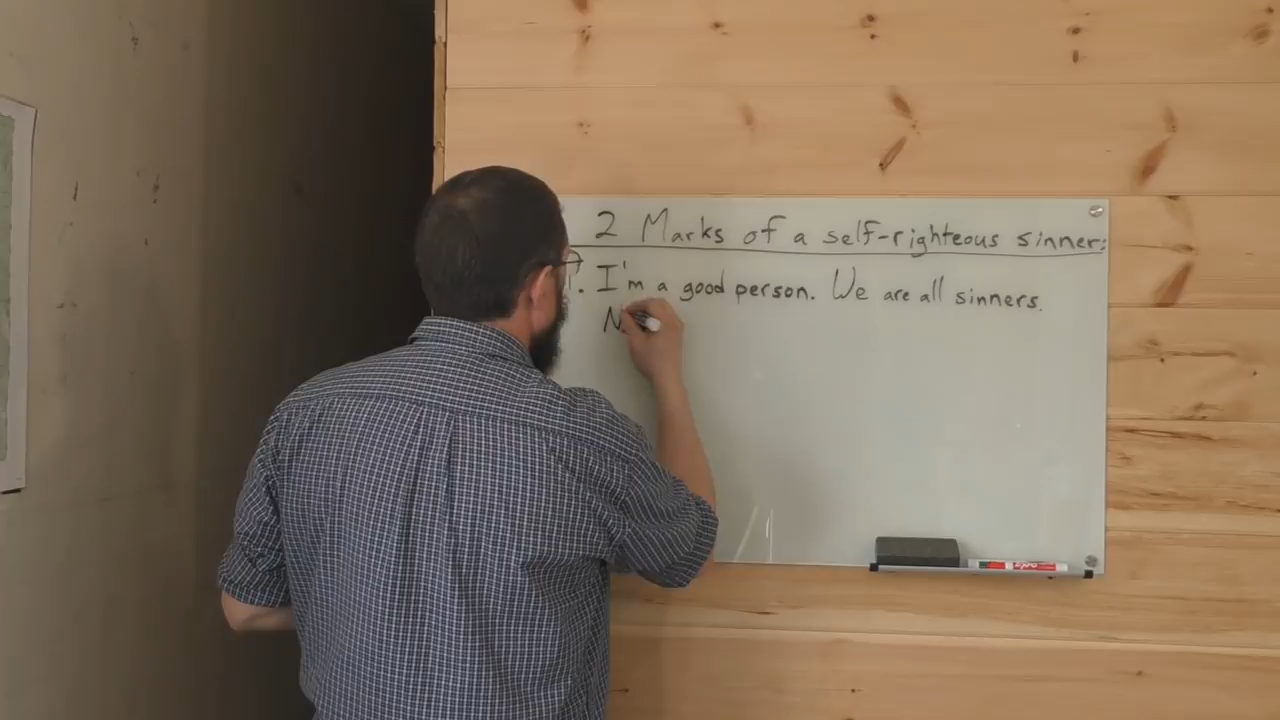 2 Marks of a self-righteous sinner:
1. I'm a good person. We are all sinners.
N